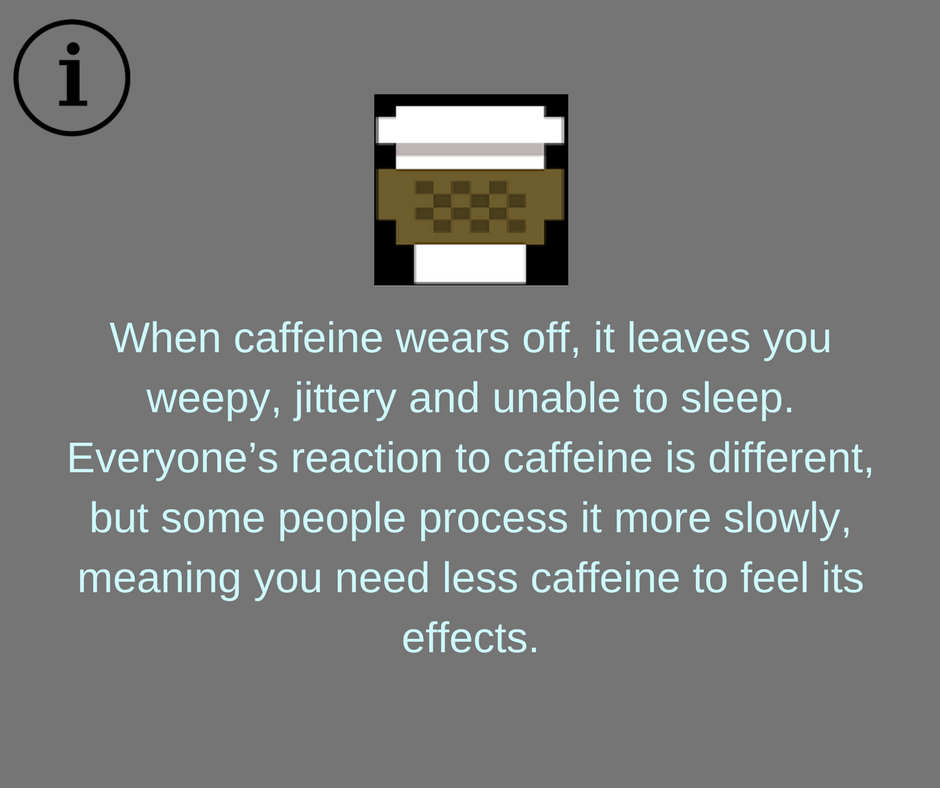 i
When caffeine wears off, it leaves you
weepy, jittery and unable to sleep.
Everyone’s reaction to caffeine is different,
but some people process it more slowly,
meaning you need less caffeine to feel its
effects.